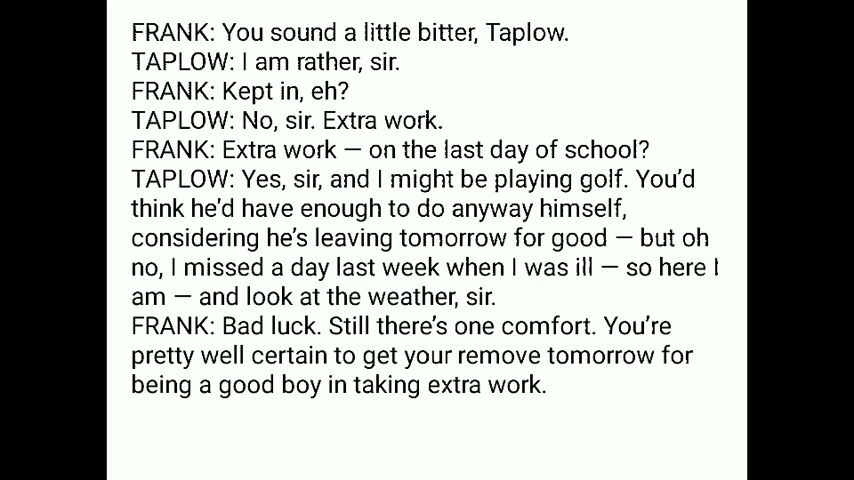 FRANK: You sound a little bitter, Taplow.
TAPLOW: I am rather, sir.
FRANK: Kept in, eh?
TAPLOW: No, sir. Extra work.
FRANK: Extra work — on the last day of school?
TAPLOW: Yes, sir, and I might be playing golf. You’d
think he’d have enough to do anyway himself,
considering he’s leaving tomorrow for good — but oh
no, I missed a day last week when I was ill — so here I
am — and look at the weather, sir.
FRANK: Bad luck. Still there’s one comfort. You’re
pretty well certain to get your remove tomorrow for
being a good boy in taking extra work.